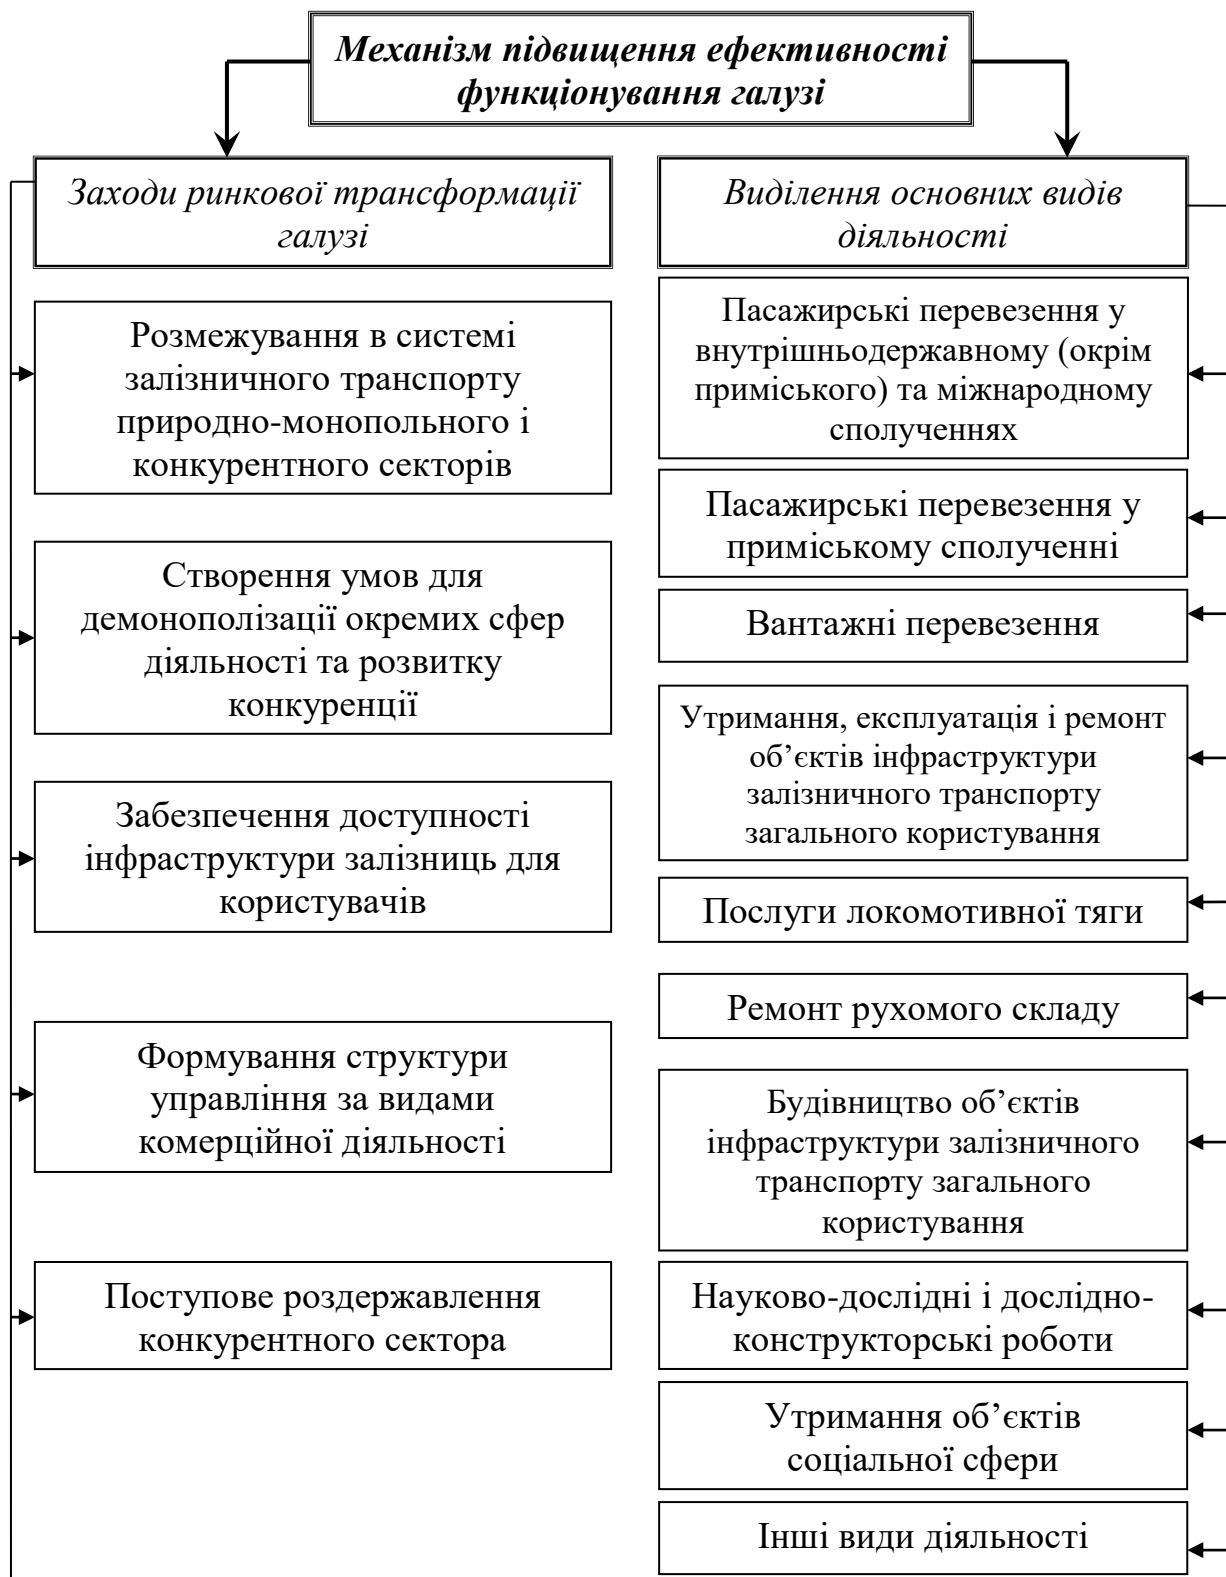 Механізм підвищення ефективності
функціонування галузі
Заходи ринкової трансформації
галузі
Розмежування в системі
залізничного транспорту
природно-монопольного і
конкурентного секторів
Створення умов для
демонополізації окремих сфер
діяльності та розвитку
конкуренції
Забезпечення доступності
інфраструктури залізниць для
користувачів
Формування структури
управління за видами
комерційної діяльності
Поступове роздержавлення
конкурентного сектора
Виділення основних видів
діяльності
Пасажирські перевезення у
внутрішньодержавному (окрім
приміського) та міжнародному
сполученнях
Пасажирські перевезення у
приміському сполученні
Вантажні перевезення
Утримання, експлуатація і ремонт
об’єктів інфраструктури
залізничного транспорту
загального користування
Послуги локомотивної тяги
Ремонт рухомого складу
Будівництво об’єктів
інфраструктури залізничного
транспорту загального
користування
Науково-дослідні і дослідно-
конструкторські роботи
Утримання об’єктів
соціальної сфери
Інші види діяльності